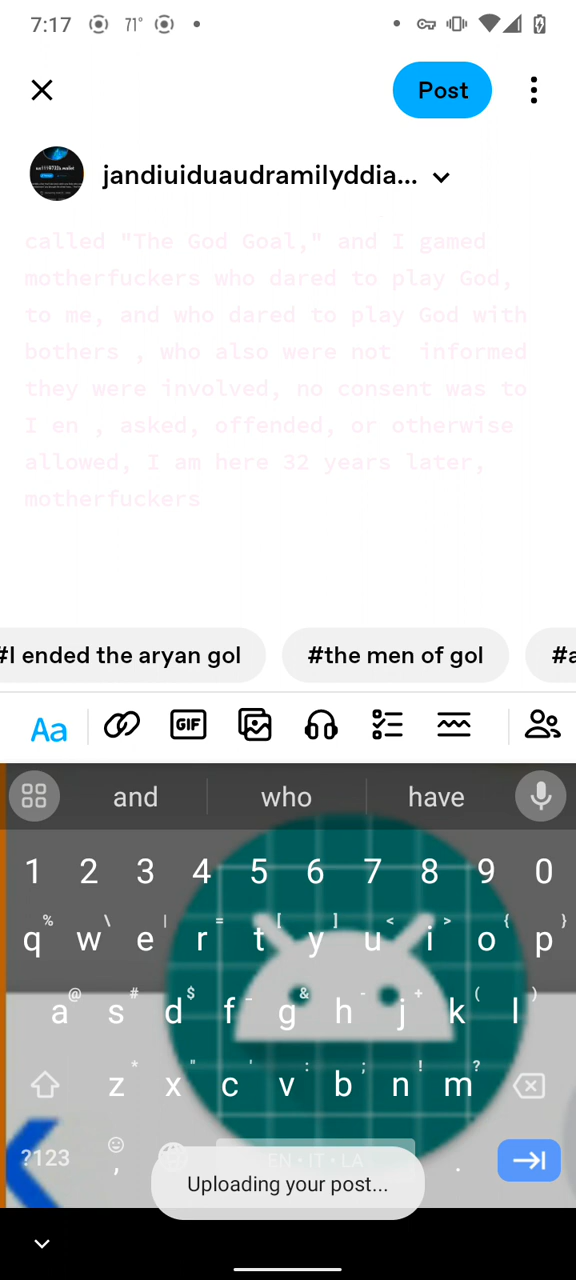 7:17 71°
Post
jandiuiduaudramilyddia...
called "The God Goal," and I gamed
motherfuckers who dared to play God,
to me, and who dared to play God with
bothers , who also were not  informed
they were involved, no consent was to
I en , asked, offended, or otherwise
allowed, I am here 32 years later,
motherfuckers
#I ended the aryan gol #the men of gol #a
Aa GIF
and who have
1 2 3 4 5 6 7 8 9 0
% \ | = [ ] < > { }
q w e r t y u i o p
@ # $ _ & - + ( )
a s d f g h j k l
* " ' : ; ! ?
z x c v b n m
?123 , EN • IT • LA .
Uploading your post...